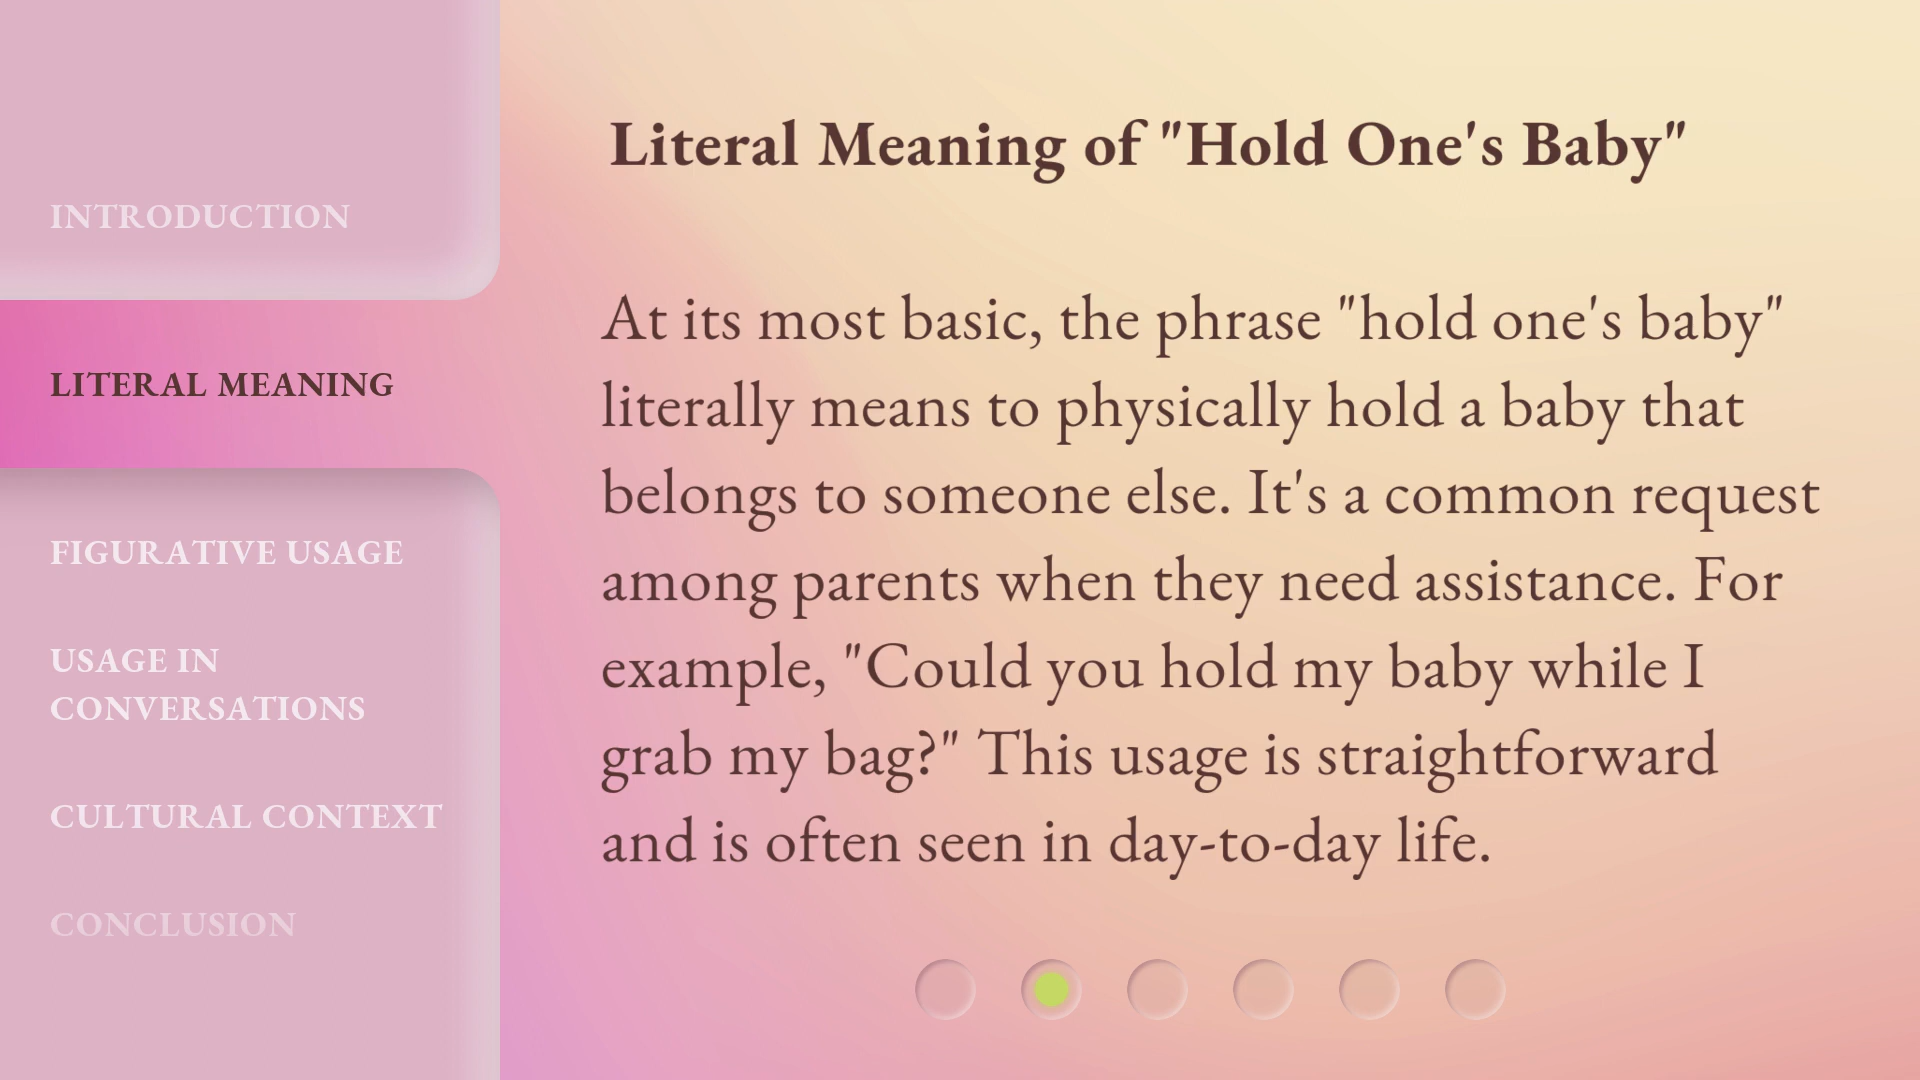 INTRODUCTION
LITERAL MEANING
FIGURATIVE USAGE
USAGE IN
CONVERSATIONS
CULTURAL CONTEXT
CONCLUSION
Literal Meaning of "Hold One's Baby"
At its most basic, the phrase "hold one's baby"
literally means to physically hold a baby that
belongs to someone else. It's a common request
among parents when they need assistance. For
example, "Could you hold my baby while I
grab my bag?" This usage is straightforward
and is often seen in day-to-day life.